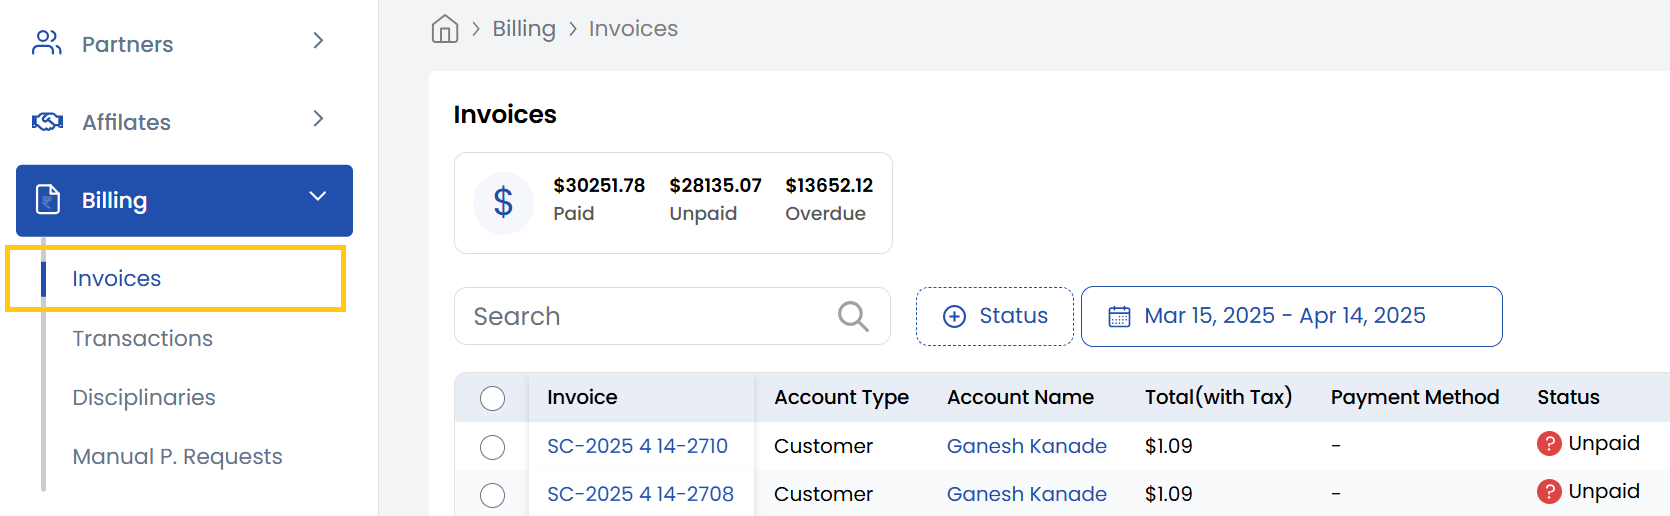 Partners
Affilates
Billing
Invoices
Transactions
Disciplinaries
Manual P. Requests
Billing > Invoices
Invoices
$ $30251.78 $28135.07 $13652.12
Paid Unpaid Overdue
Search Status Mar 15, 2025 - Apr 14, 2025
Invoice Account Type Account Name Total(with Tax) Payment Method Status
SC-2025 4 14-2710 Customer Ganesh Kanade $1.09 - ? Unpaid
SC-2025 4 14-2708 Customer Ganesh Kanade $1.09 - ? Unpaid